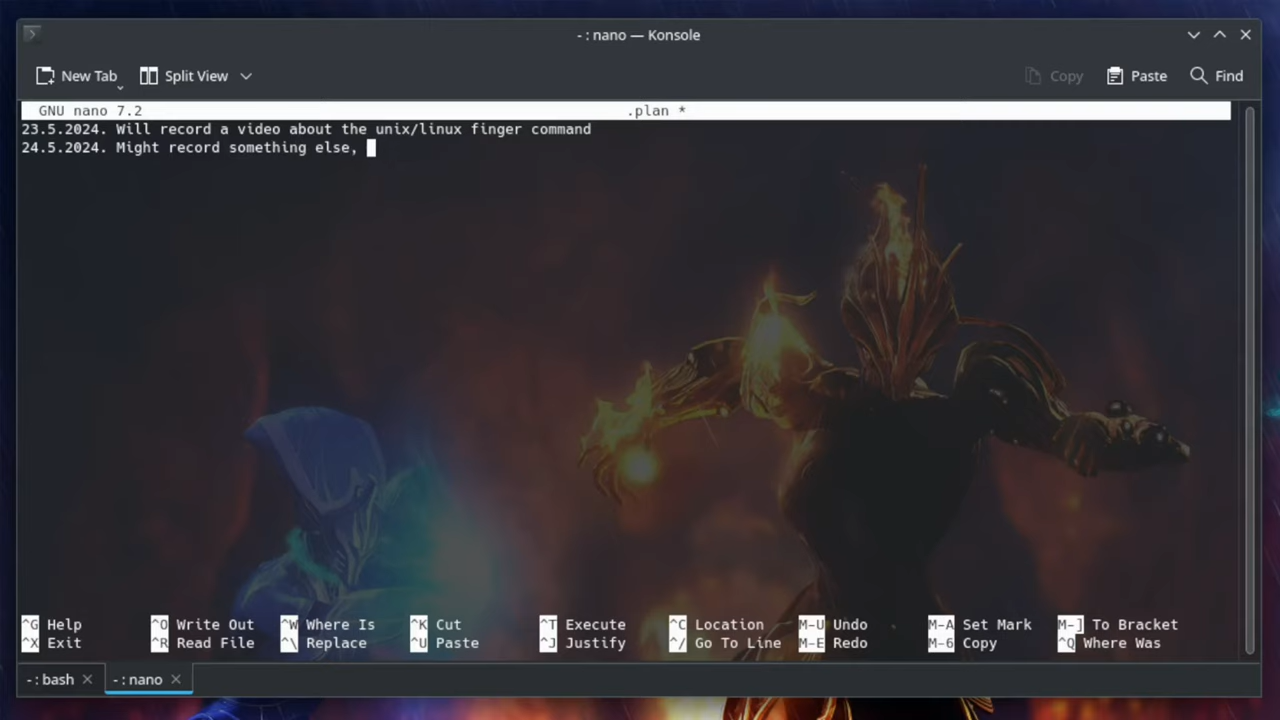 - : nano — Konsole
New Tab Split View Copy Paste Find
GNU nano 7.2 .plan *
23.5.2024. Will record a video about the unix/linux finger command
24.5.2024. Might record something else,
^G Help ^O Write Out ^W Where Is ^K Cut ^T Execute ^C Location M-U Undo M-A Set Mark M-] To Bracket
^X Exit ^R Read File ^\ Replace ^U Paste ^J Justify ^/ Go To Line M-E Redo M-6 Copy ^Q Where Was
- : bash - : nano